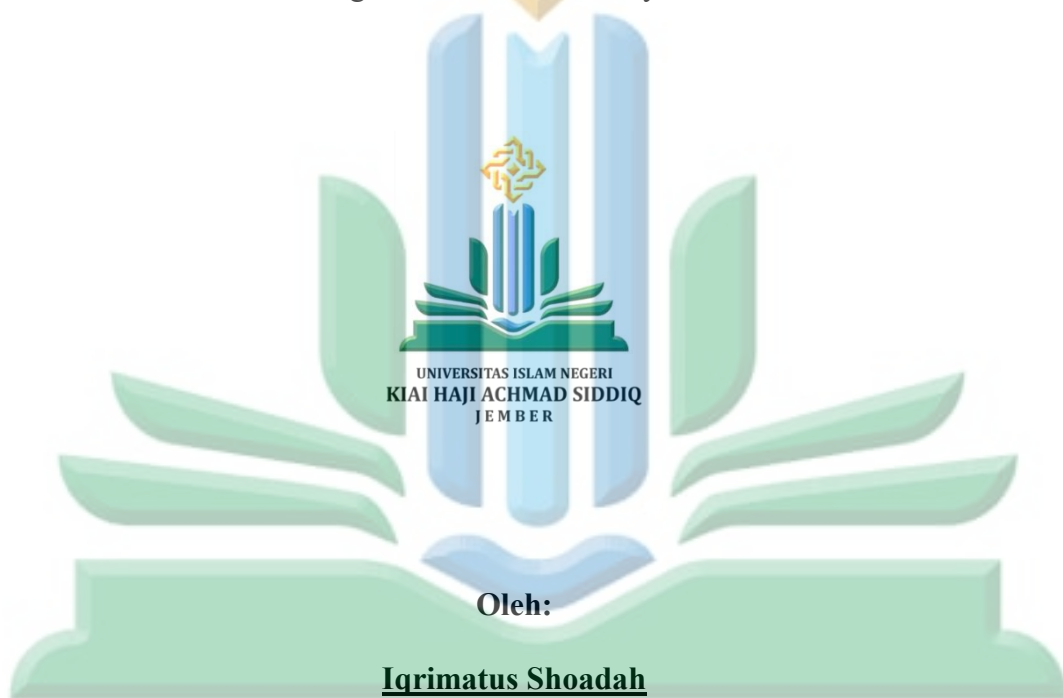 UNIVERSITAS ISLAM NEGERI
KIAI HAJI ACHMAD SIDDIQ
JEMBER
Oleh:
Iqrimatus Shoadah